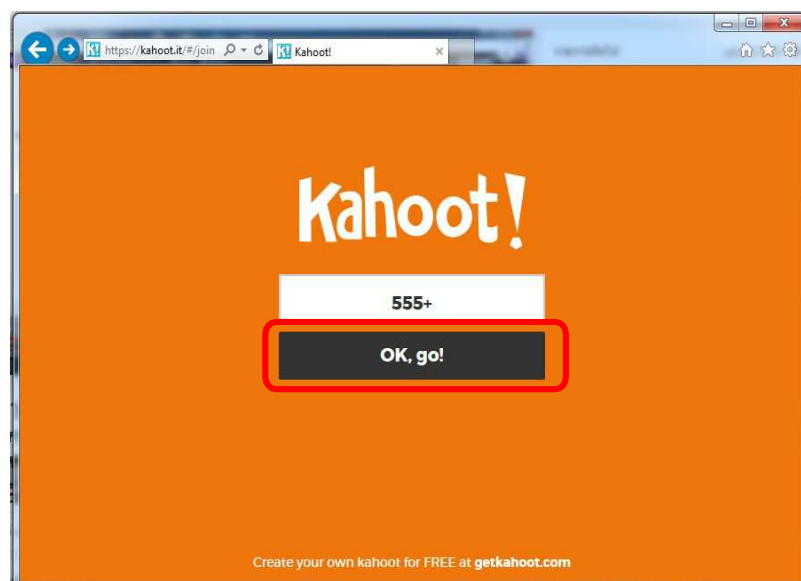 https://kahoot.it/#/join
Kahoot!
Kahoot!
555+
OK, go!
Create your own kahoot for FREE at getkahoot.com